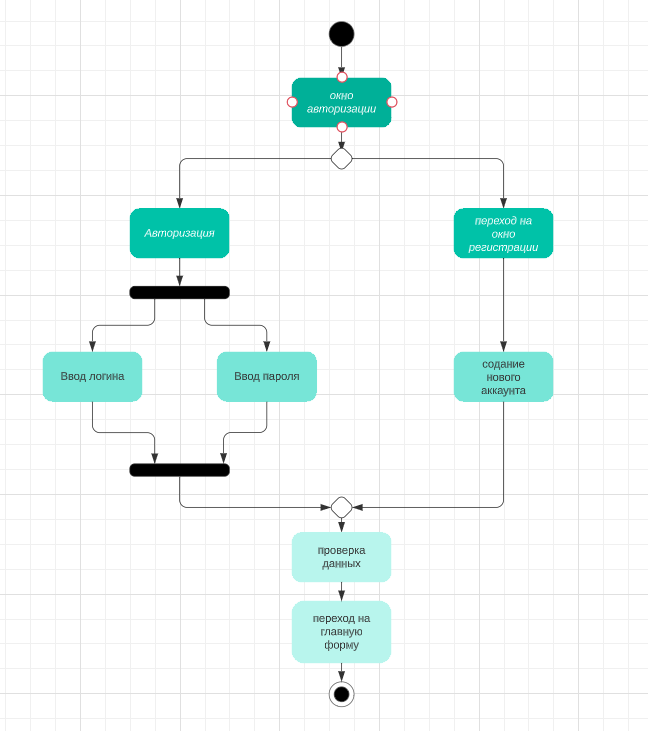 окно
авторизации
Авторизация
переход на
окно
регистрации
Ввод логина
Ввод пароля
содание
нового
аккаунта
проверка
данных
переход на
главную
форму